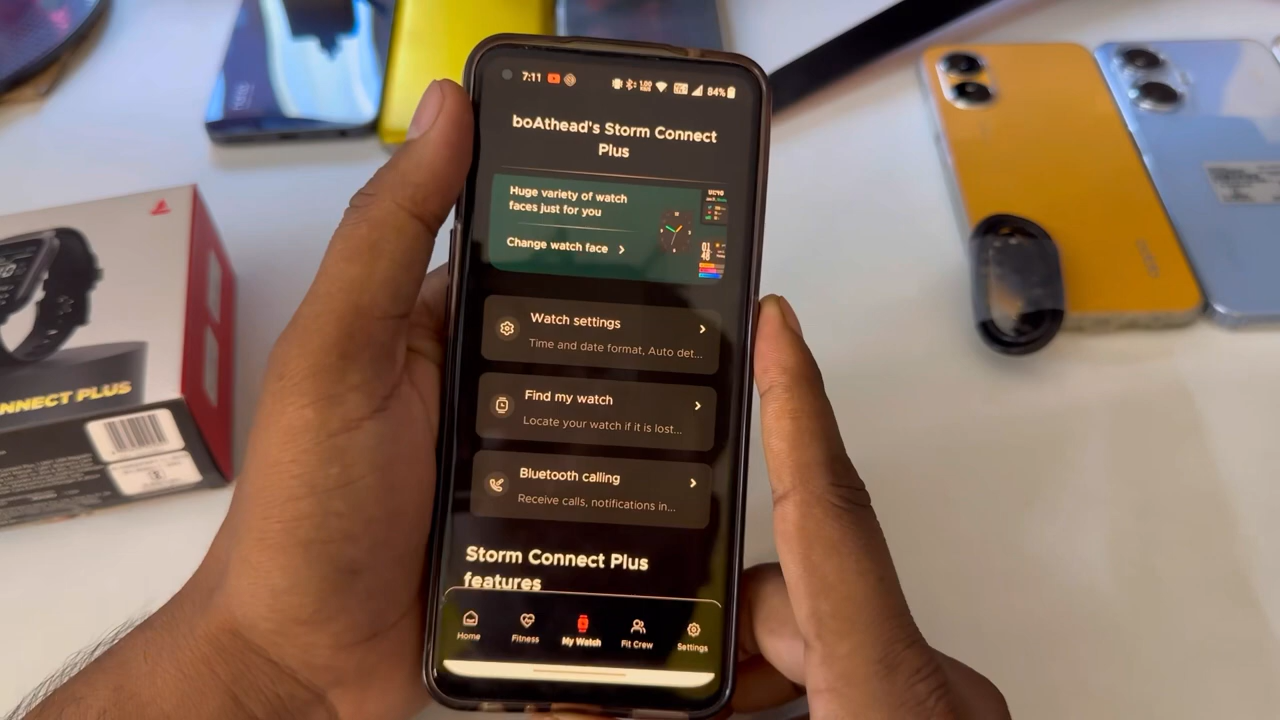 7:11
84%
boAthead's Storm Connect
Plus
Huge variety of watch
faces just for you
Change watch face
Watch settings
Time and date format, Auto det...
Find my watch
Locate your watch if it is lost...
Bluetooth calling
Receive calls, notifications in...
Storm Connect Plus
features
Home
Fitness
My Watch
Fit Crew
Settings
NNECT PLUS